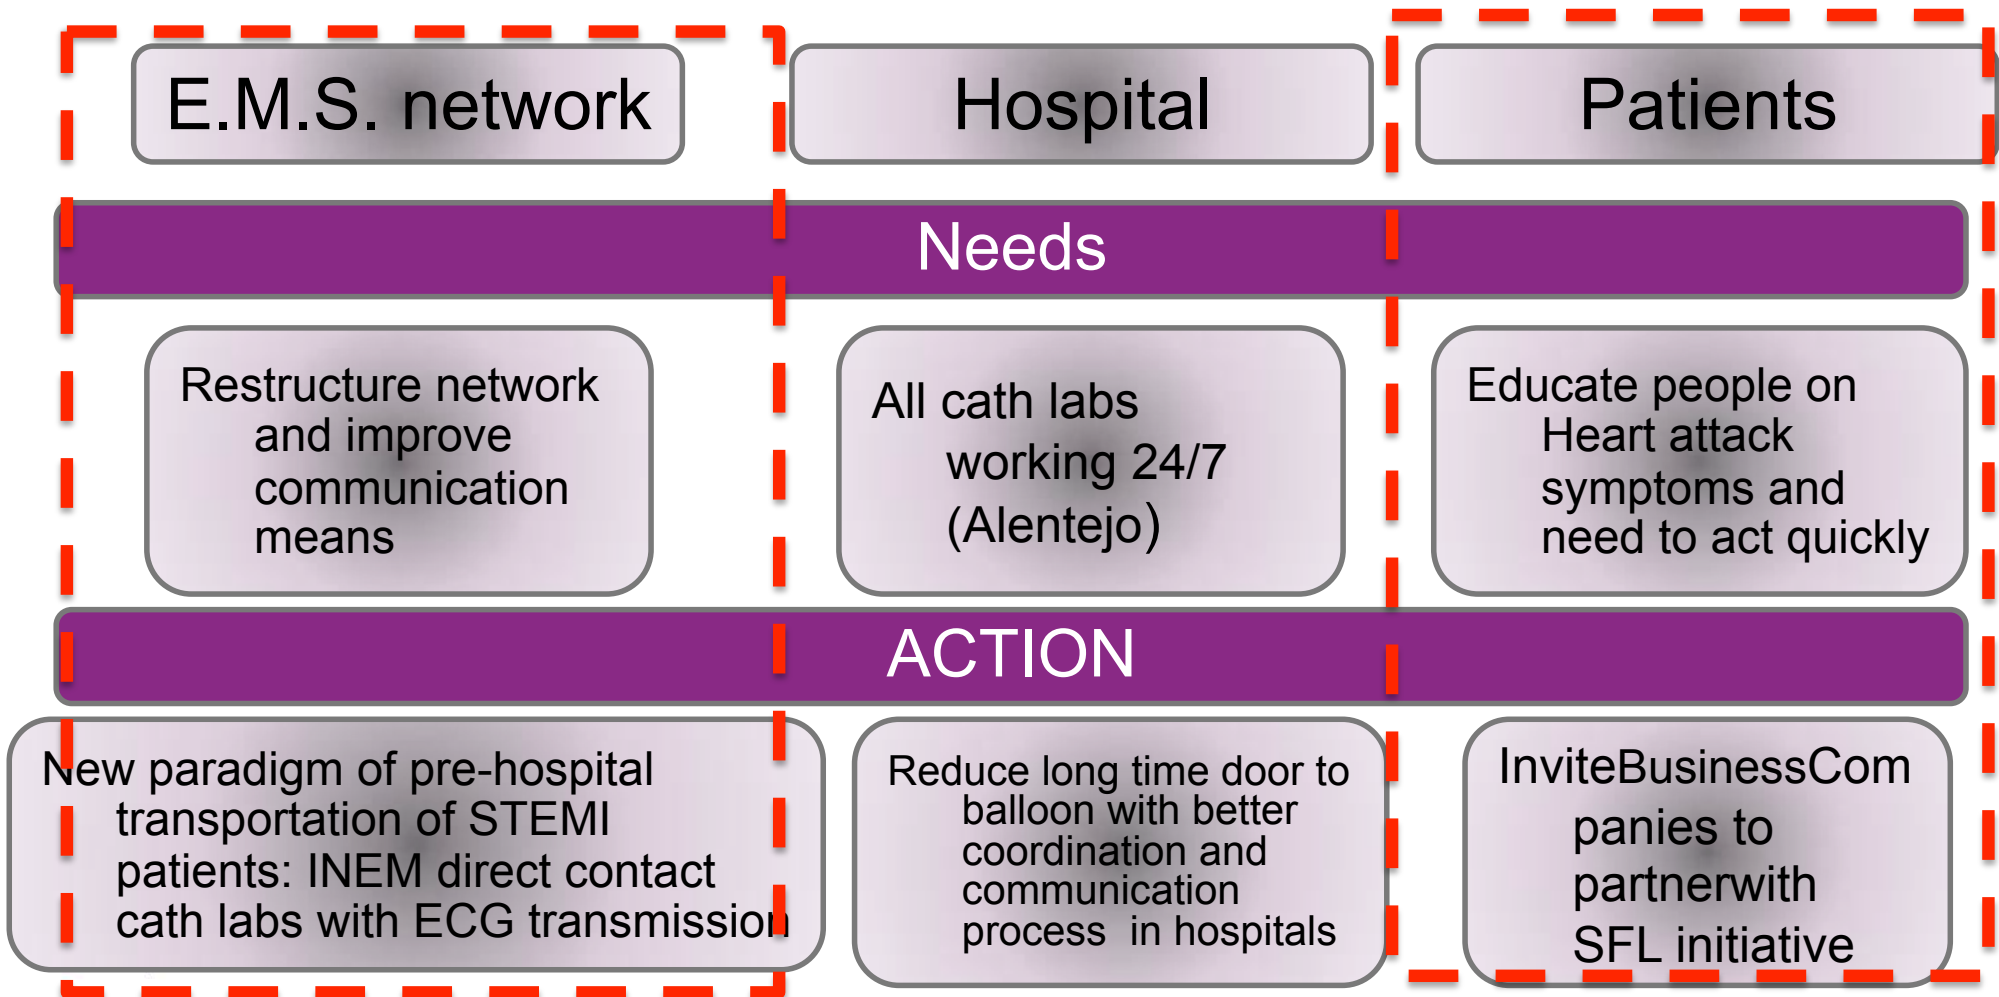 E.M.S. network
Hospital
Patients
Needs
Restructure network
and improve
communication
means
All cath labs
working 24/7
(Alentejo)
Educate people on
Heart attack
symptoms and
need to act quickly
ACTION
New paradigm of pre-hospital
transportation of STEMI
patients: INEM direct contact
cath labs with ECG transmission
Reduce long time door to
balloon with better
coordination and
communication
process in hospitals
InviteBusinessCom
panies to
partnerwith
SFL initiative